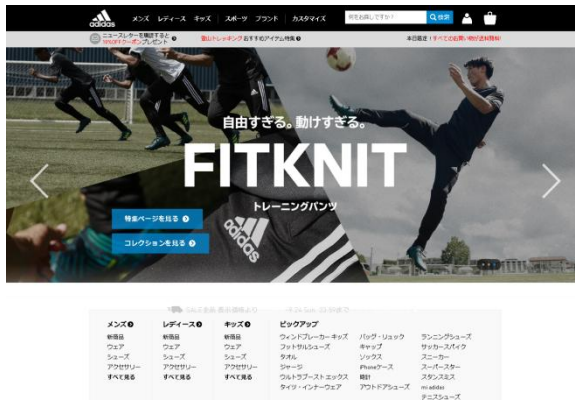 adidas
メンズ レディース キッズ スポーツ ブランド カスタマイズ
何をお探しですか？
検索
ニュースレターを購読すると
10%OFFクーポンプレゼント
登山トレッキングおすすめアイテム特集
本日限定！すべてのお買い物が送料無料！
自由すぎる。動けすぎる。
FITKNIT
トレーニングパンツ
特集ページを見る
コレクションを見る
adidas
メンズ レディース キッズ ピックアップ
新商品 新商品 新商品 ウィンドブレーカー キッズ バッグ・リュック ランニングシューズ
ウェア ウェア ウェア フットサルシューズ キャップ サッカースパイク
シューズ シューズ シューズ タオル ソックス スニーカー
アクセサリー アクセサリー アクセサリー ジャージ iPhoneケース スーパースター
すべて見る すべて見る すべて見る ウルトラブースト エックス 時計 スタンスミス
タイツ・インナーウェア アウトドアシューズ mi adidas
テニスシューズ